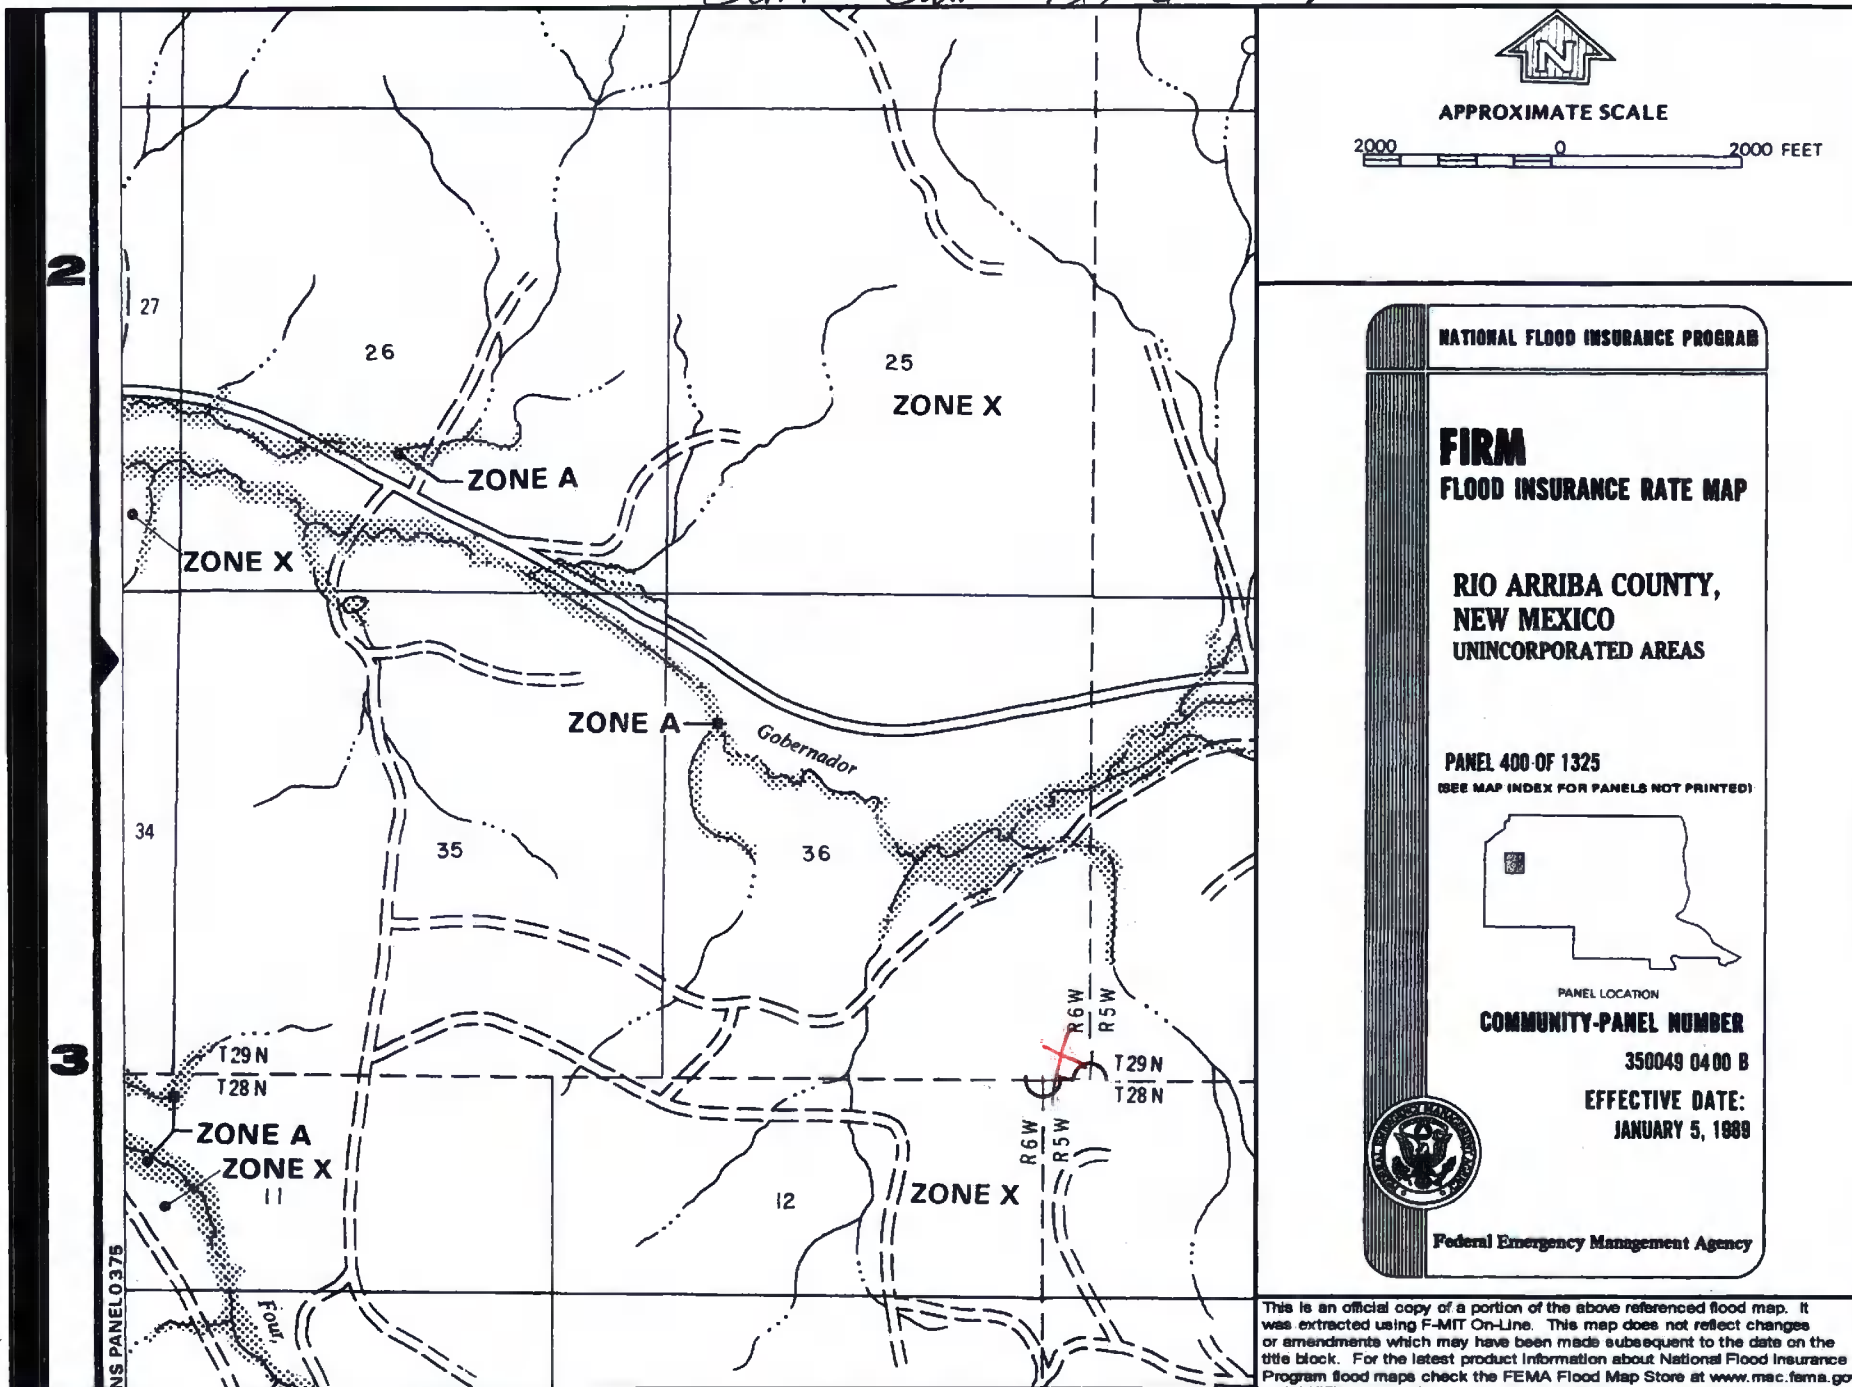 2
27
26
25
ZONE X
ZONE A
ZONE X
ZONE A
Gobernador
34
35
36
R6W
R5W
3
T29N
T28N
T29N
T28N
ZONE A
ZONE X
11
R6W
R5W
12
ZONE X
Four
NS PANEL 0375
N
APPROXIMATE SCALE
2000 0 2000 FEET
NATIONAL FLOOD INSURANCE PROGRAM
FIRM
FLOOD INSURANCE RATE MAP
RIO ARRIBA COUNTY,
NEW MEXICO
UNINCORPORATED AREAS
PANEL 400 OF 1325
(SEE MAP INDEX FOR PANELS NOT PRINTED)
PANEL LOCATION
COMMUNITY-PANEL NUMBER
350049 0400 B
EFFECTIVE DATE:
JANUARY 5, 1989
Federal Emergency Management Agency
This is an official copy of a portion of the above referenced flood map. It
was extracted using F-MIT On-Line. This map does not reflect changes
or amendments which may have been made subsequent to the date on the
title block. For the latest product information about National Flood Insurance
Program flood maps check the FEMA Flood Map Store at www.msc.fema.gov